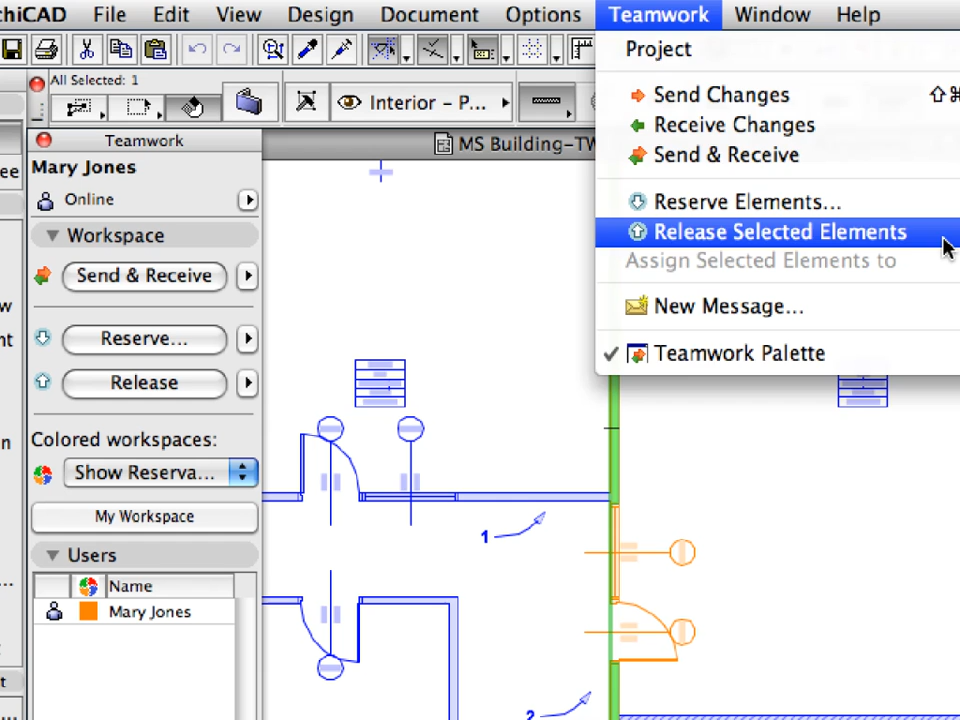 chiCAD File Edit View Design Document Options Teamwork Window Help
All Selected: 1
Interior - P...
MS Building-TW
Project
Send Changes
Receive Changes
Send & Receive
Reserve Elements...
Release Selected Elements
Assign Selected Elements to
New Message...
Teamwork Palette
Teamwork
Mary Jones
Online
Workspace
Send & Receive
Reserve...
Release
Colored workspaces:
Show Reserva...
My Workspace
Users
Name
Mary Jones
1
2